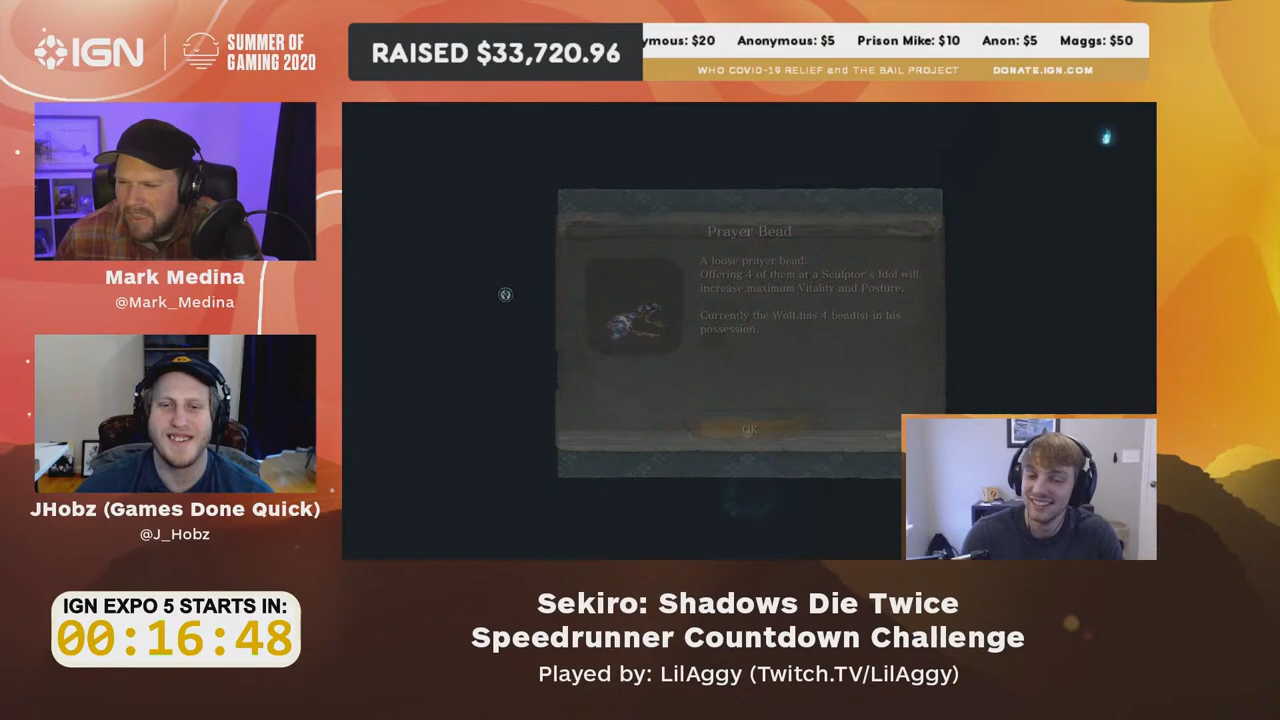 IGN
SUMMER OF
GAMING 2020
RAISED $33,720.96
ymous: $20 Anonymous: $5 Prison Mike: $10 Anon: $5 Maggs: $50
WHO COVID-19 RELIEF and THE BAIL PROJECT DONATE.IGN.COM
Mark Medina
@Mark_Medina
JHobz (Games Done Quick)
@J_Hobz
IGN EXPO 5 STARTS IN:
00:16:48
Prayer Bead
A loose prayer bead.
Offering 4 of them at a Sculptor's Idol will
increase maximum Vitality and Posture.
Currently the Wolf has 4 bead(s) in his
possession.
OK
Sekiro: Shadows Die Twice
Speedrunner Countdown Challenge
Played by: LilAggy (Twitch.TV/LilAggy)